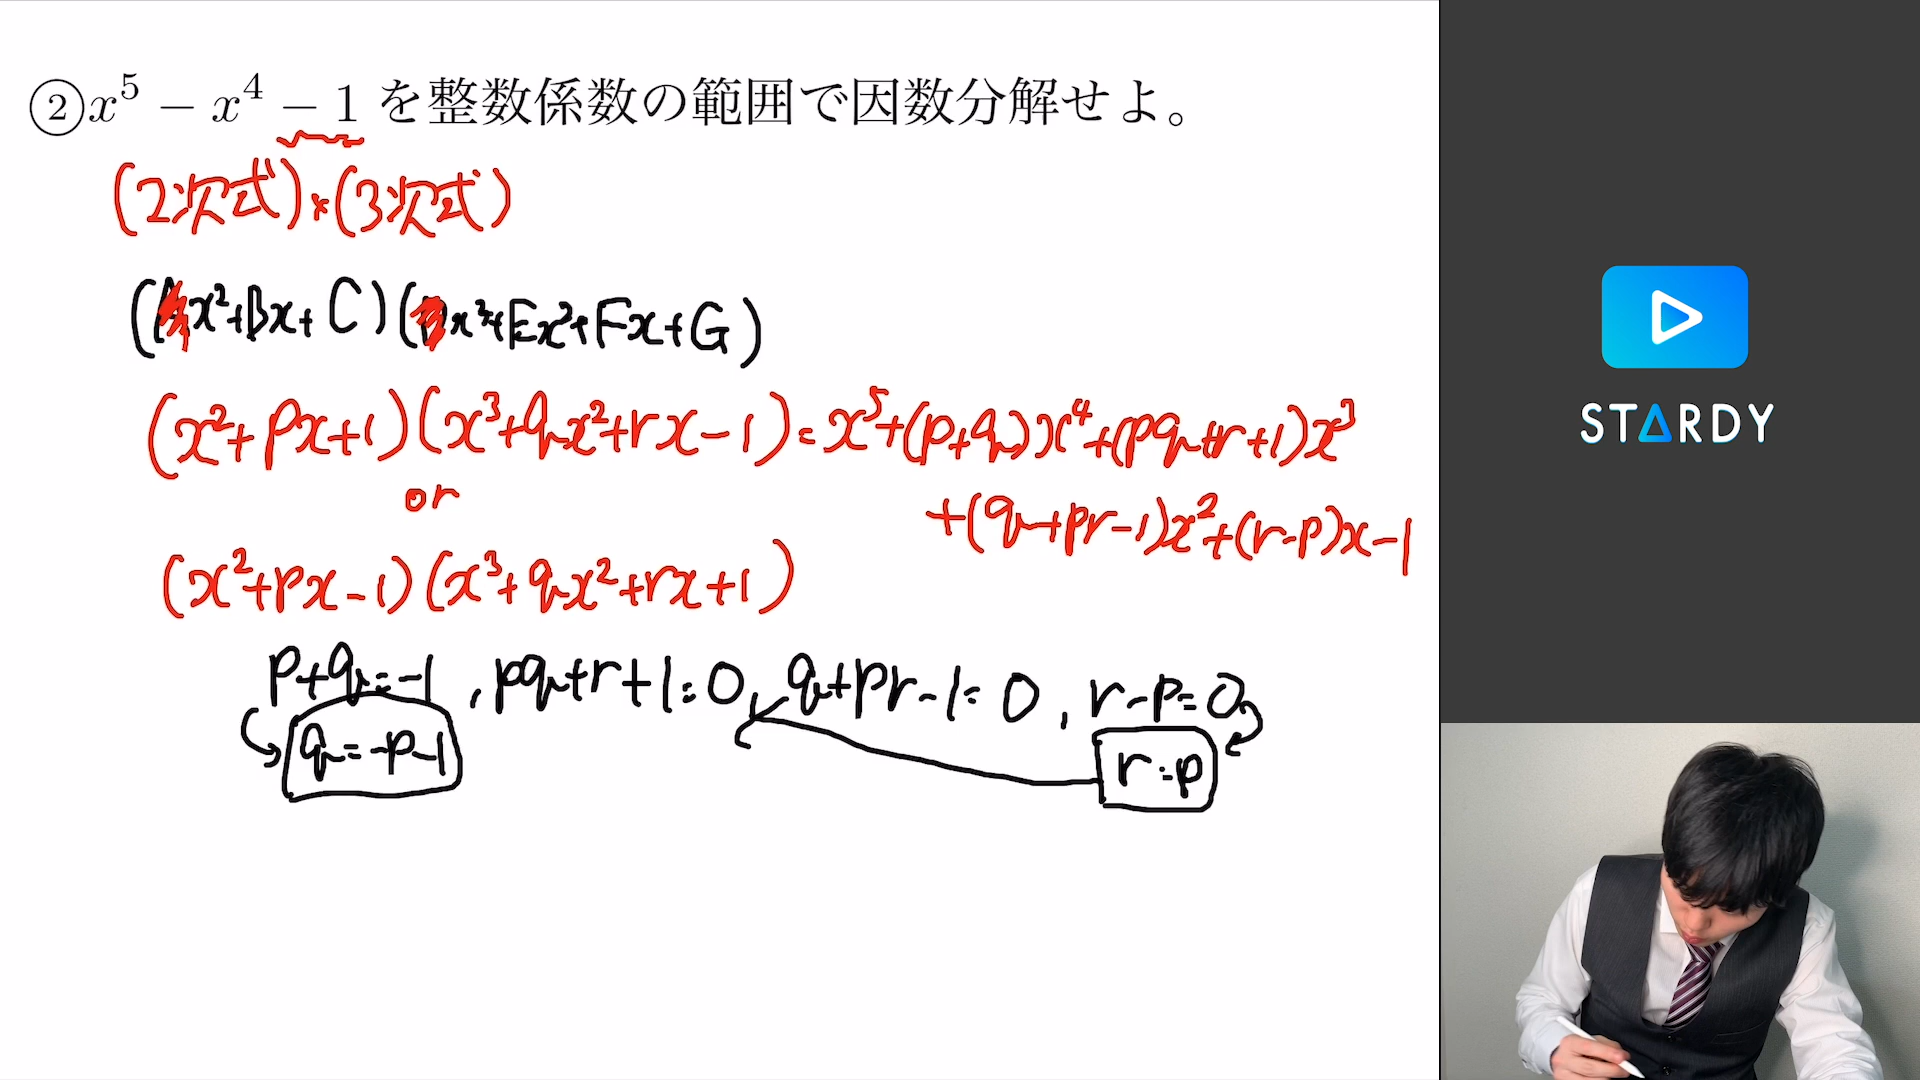 ②x⁵ − x⁴ − 1 を整数係数の範囲で因数分解せよ。
(2次式)×(3次式)
(x²+Bx+C)(x³+Ex²+Fx+G)
(x²+px+1)(x³+qx²+rx−1)=x⁵+(p+q)x⁴+(pq+r+1)x³
+(q+pr−1)x²+(r−p)x−1
or
(x²+px−1)(x³+qx²+rx+1)
p+q=−1, pq+r+1=0, q+pr−1=0, r−p=0
q=−p−1
r=p
STARDY